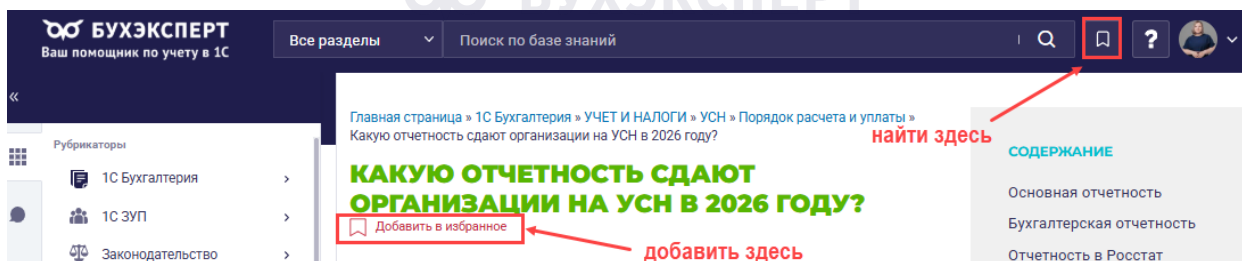 БУХЭКСПЕРТ
БУХЭКСПЕРТ
Ваш помощник по учету в 1С
Все разделы
Поиск по базе знаний
?
«
Главная страница » 1С Бухгалтерия » УЧЕТ И НАЛОГИ » УСН » Порядок расчета и уплаты »
Какую отчетность сдают организации на УСН в 2026 году?
найти здесь
Рубрикаторы
1С Бухгалтерия
1С ЗУП
Законодательство
КАКУЮ ОТЧЕТНОСТЬ СДАЮТ
ОРГАНИЗАЦИИ НА УСН В 2026 ГОДУ?
Добавить в избранное
добавить здесь
СОДЕРЖАНИЕ
Основная отчетность
Бухгалтерская отчетность
Отчетность в Росстат